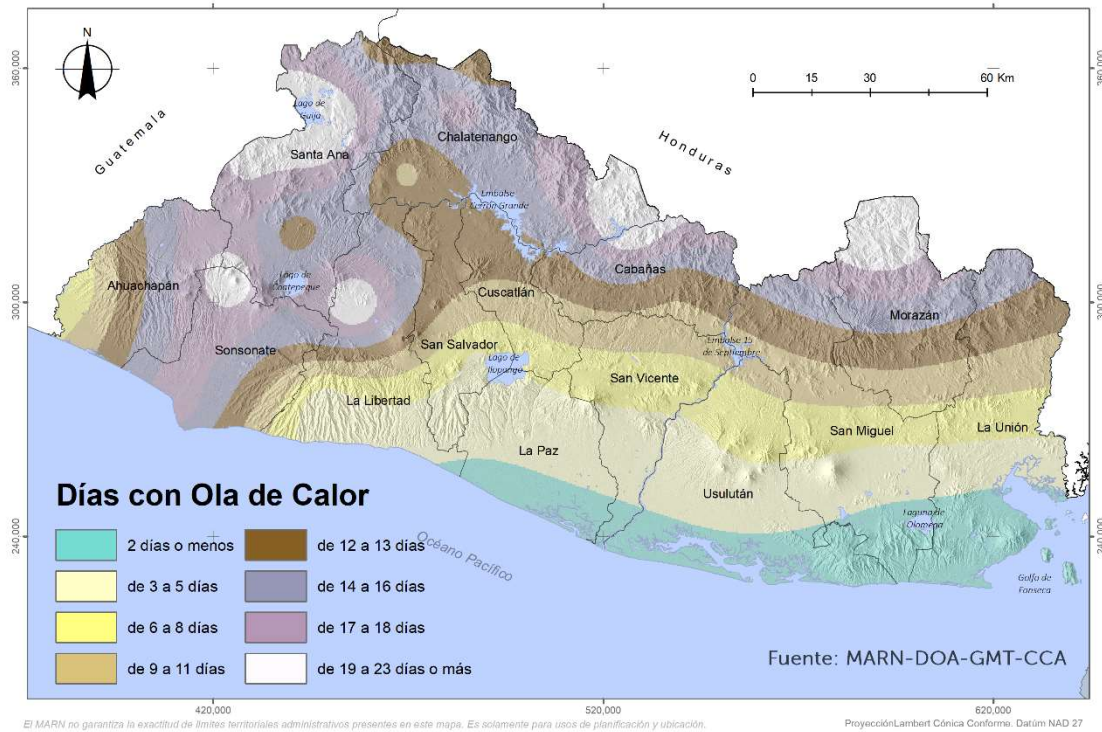 N
360,000
360,000
0 15 30 60 Km
Guatemala
Lago de
Guija
Chalatenango
Honduras
Santa Ana
Embalse
Cerrón Grande
Cabañas
Ahuachapán
Lago de
Coatepeque
Cuscatlán
300,000
300,000
Morazán
Sonsonate
San Salvador
Embalse 15
de Septiembre
Lago de
Ilopango
San Vicente
La Libertad
San Miguel
La Unión
La Paz
Usulután
Laguna de
Olomega
240,000
240,000
Océano Pacífico
Golfo de
Fonseca
Días con Ola de Calor
2 días o menos
de 3 a 5 días
de 6 a 8 días
de 9 a 11 días
de 12 a 13 días
de 14 a 16 días
de 17 a 18 días
de 19 a 23 días o más
Fuente: MARN-DOA-GMT-CCA
420,000
520,000
620,000
El MARN no garantiza la exactitud de límites territoriales administrativos presentes en este mapa. Es solamente para usos de planificación y ubicación.
ProyecciónLambert Cónica Conforme. Datúm NAD 27